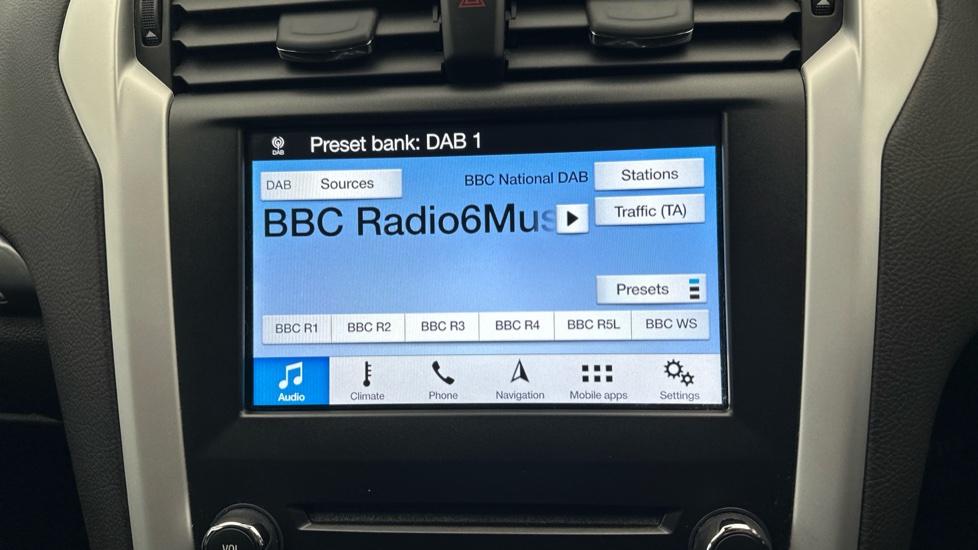 DAB
Preset bank: DAB 1
DAB Sources
BBC National DAB
Stations
BBC Radio6Mus
Traffic (TA)
Presets
BBC R1 BBC R2 BBC R3 BBC R4 BBC R5L BBC WS
Audio Climate Phone Navigation Mobile apps Settings
VOL